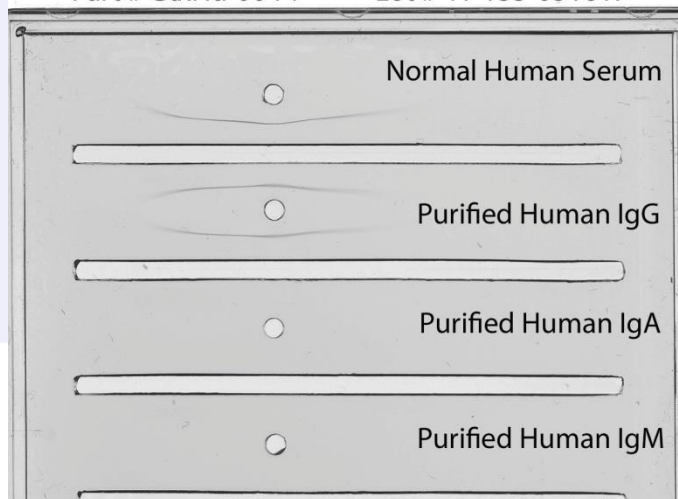 Normal Human Serum
Purified Human IgG
Purified Human IgA
Purified Human IgM